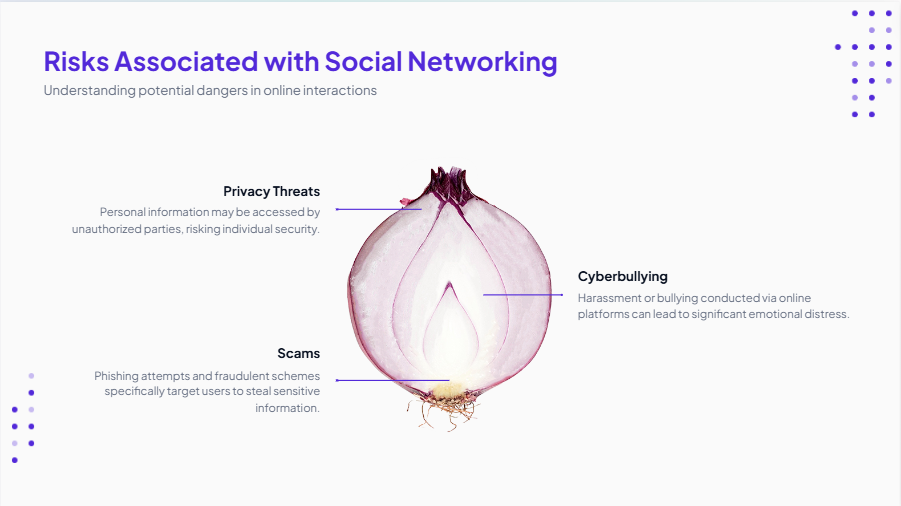 Risks Associated with Social Networking
Understanding potential dangers in online interactions
Privacy Threats
Personal information may be accessed by
unauthorized parties, risking individual security.
Cyberbullying
Harassment or bullying conducted via online
platforms can lead to significant emotional distress.
Scams
Phishing attempts and fraudulent schemes
specifically target users to steal sensitive
information.